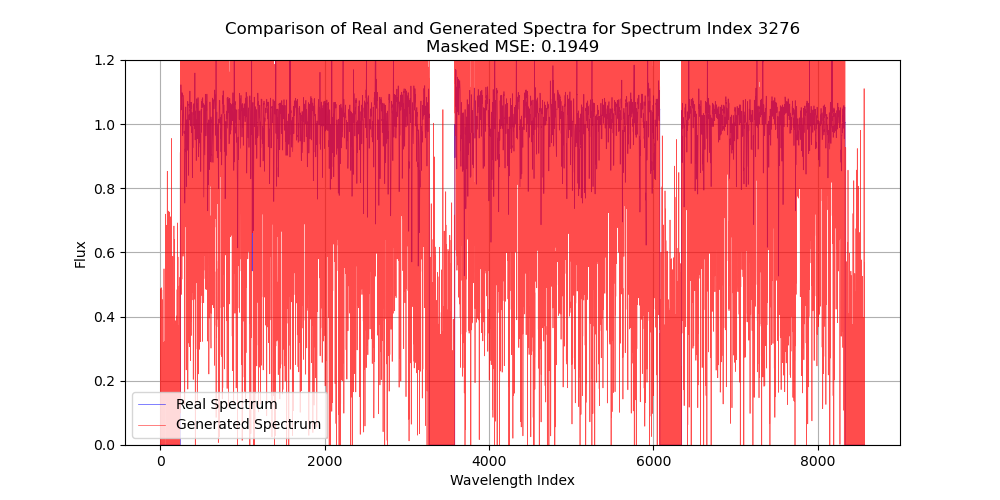 Comparison of Real and Generated Spectra for Spectrum Index 3276
Masked MSE: 0.1949
1.2
1.0
0.8
0.6
0.4
0.2
0.0
Flux
Real Spectrum
Generated Spectrum
0 2000 4000 6000 8000
Wavelength Index